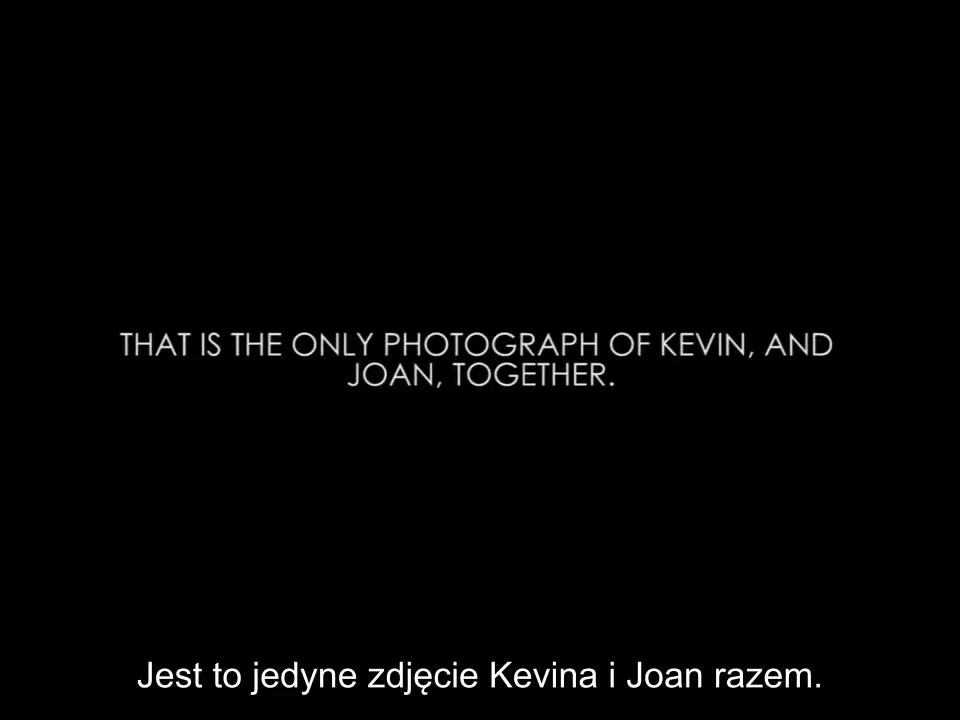 THAT IS THE ONLY PHOTOGRAPH OF KEVIN, AND
JOAN, TOGETHER.
Jest to jedyne zdjęcie Kevina i Joan razem.